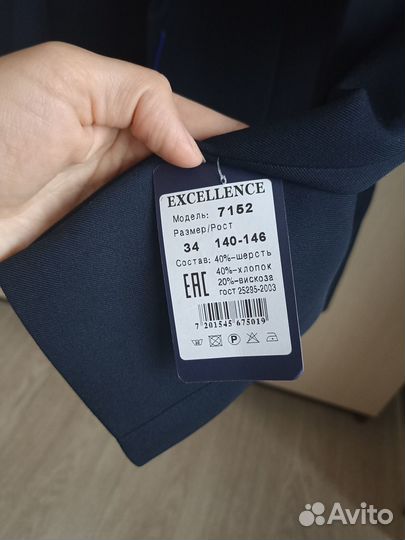 EXCELLENCE
Модель: 7152
Размер/Рост
34 140-146
Состав: 40%-шерсть
40%-хлопок
20%-вискоза
гост 25295-2003
EAC
7 201545 675019
P
Avito